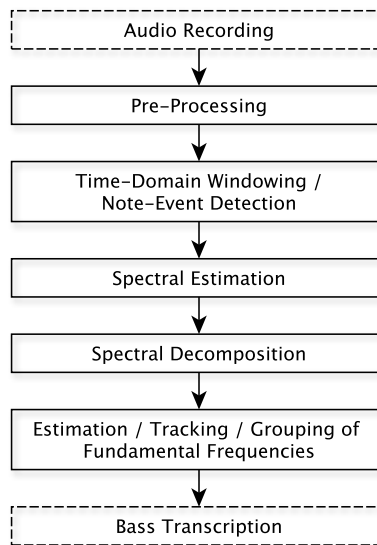 Audio Recording
Pre-Processing
Time-Domain Windowing /
Note-Event Detection
Spectral Estimation
Spectral Decomposition
Estimation / Tracking / Grouping of
Fundamental Frequencies
Bass Transcription